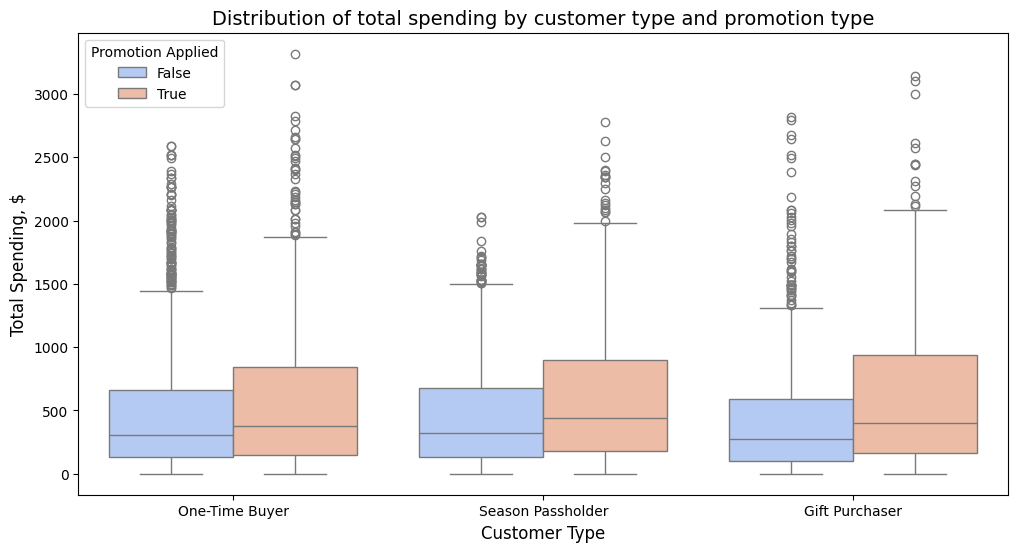 Distribution of total spending by customer type and promotion type
Promotion Applied
False
True
Total Spending, $
3000
2500
2000
1500
1000
500
0
One-Time Buyer
Season Passholder
Gift Purchaser
Customer Type